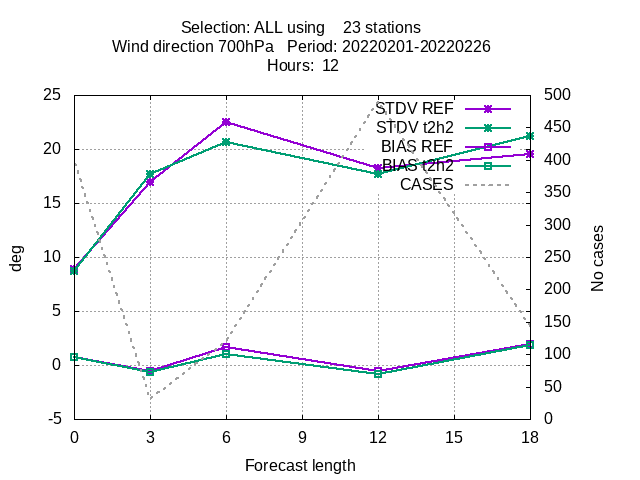 Selection: ALL using 23 stations
Wind direction 700hPa Period: 20220201-20220226
Hours: 12
25
20
15
10
5
0
-5
deg
500
450
400
350
300
250
200
150
100
50
0
No cases
STDV REF
STDV t2h2
BIAS REF
BIAS t2h2
CASES
0 3 6 9 12 15 18
Forecast length